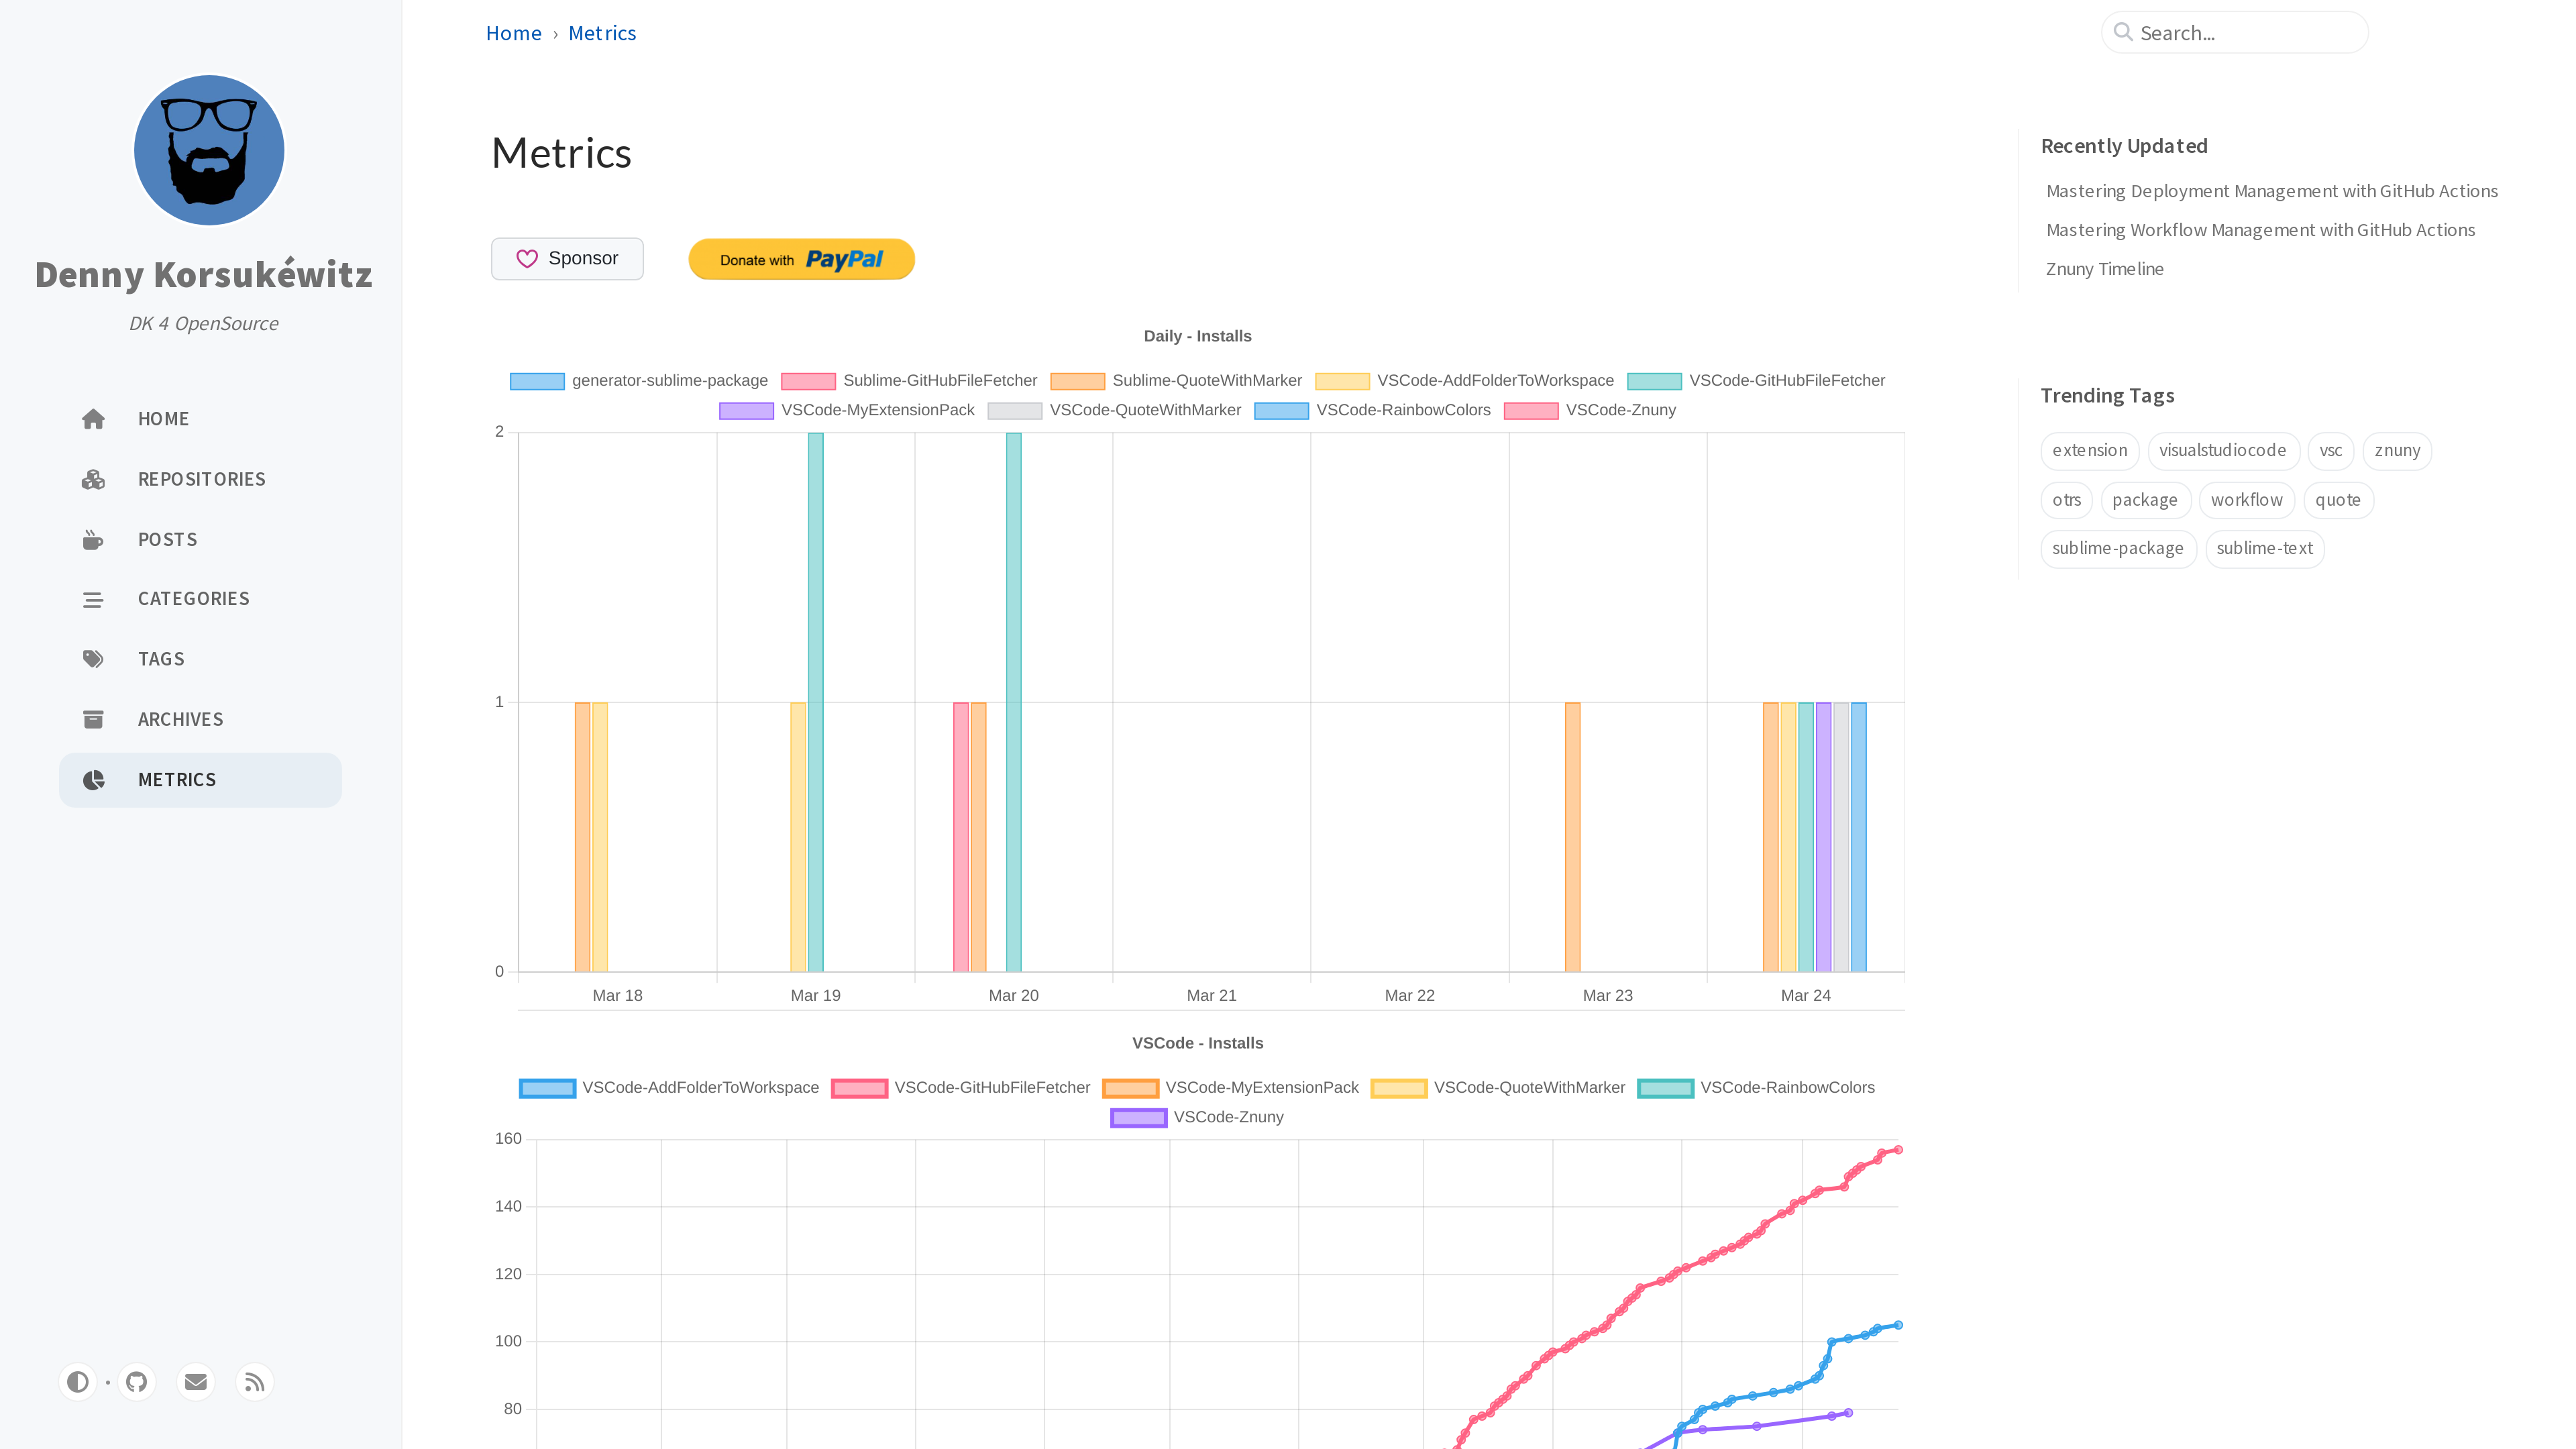 Denny Korsukéwitz
DK 4 OpenSource
HOME
REPOSITORIES
POSTS
CATEGORIES
TAGS
ARCHIVES
METRICS
Home › Metrics
Search...
Metrics
Sponsor
Donate with PayPal
Daily - Installs
generator-sublime-package Sublime-GitHubFileFetcher Sublime-QuoteWithMarker VSCode-AddFolderToWorkspace VSCode-GitHubFileFetcher
VSCode-MyExtensionPack VSCode-QuoteWithMarker VSCode-RainbowColors VSCode-Znuny
2
1
0
Mar 18 Mar 19 Mar 20 Mar 21 Mar 22 Mar 23 Mar 24
VSCode - Installs
VSCode-AddFolderToWorkspace VSCode-GitHubFileFetcher VSCode-MyExtensionPack VSCode-QuoteWithMarker VSCode-RainbowColors
VSCode-Znuny
160
140
120
100
80
Recently Updated
Mastering Deployment Management with GitHub Actions
Mastering Workflow Management with GitHub Actions
Znuny Timeline
Trending Tags
extension visualstudiocode vsc znuny
otrs package workflow quote
sublime-package sublime-text